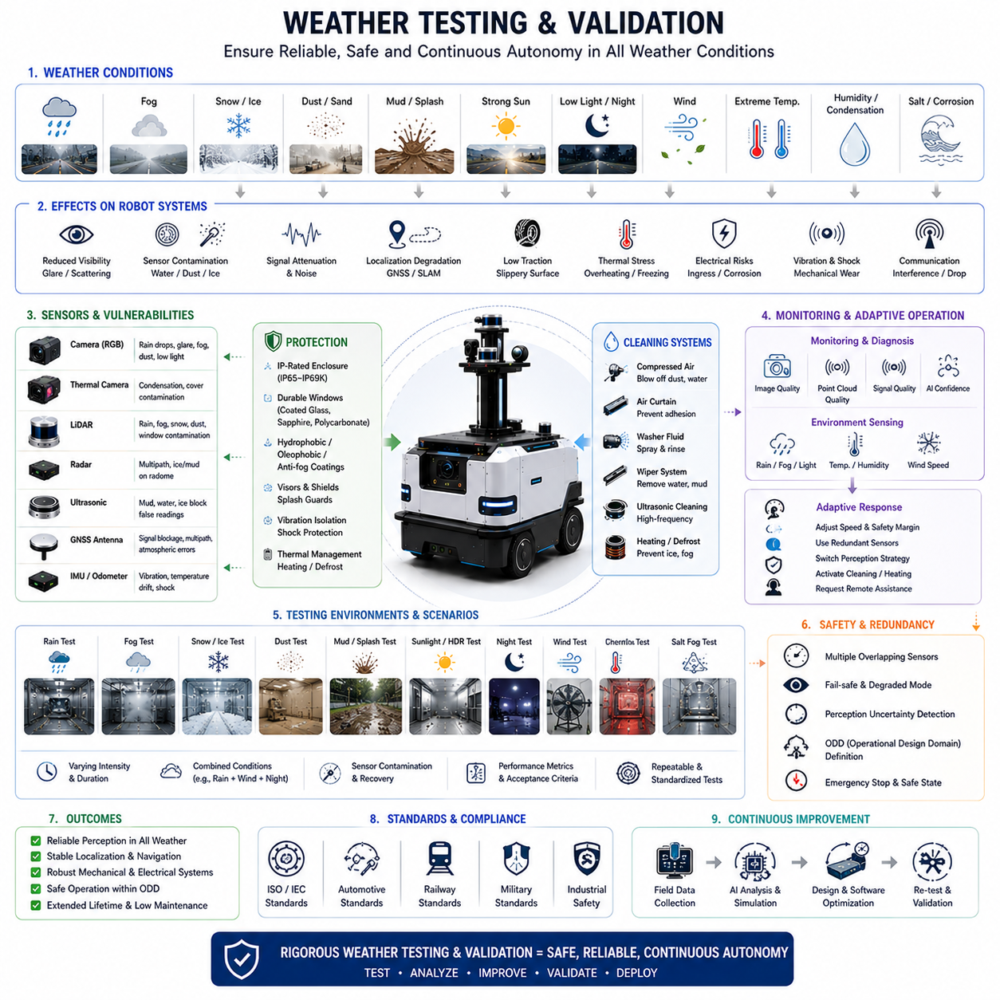 WEATHER TESTING & VALIDATION
Ensure Reliable, Safe and Continuous Autonomy in All Weather Conditions
1. WEATHER CONDITIONS
Fog
Snow / Ice
Dust / Sand
Mud / Splash
Strong Sun
Low Light / Night
Wind
Extreme Temp.
Humidity /
Condensation
Salt / Corrosion
2. EFFECTS ON ROBOT SYSTEMS
Reduced Visibility
Glare / Scattering
Sensor Contamination
Water / Dust / Ice
Signal Attenuation
& Noise
Localization Degradation
GNSS / SLAM
Low Traction
Slippery Surface
Thermal Stress
Overheating / Freezing
Electrical Risks
Ingress / Corrosion
Vibration & Shock
Mechanical Wear
Communication
Interference / Drop
3. SENSORS & VULNERABILITIES
Camera (RGB)
Rain drops, glare, fog,
dust, low light
Thermal Camera
Condensation, cover
contamination
LiDAR
Rain, fog, snow, dust,
window contamination
Radar
Multipath, ice/mud
on radome
Ultrasonic
Mud, water, ice block
false readings
GNSS Antenna
Signal blockage, multipath,
atmospheric errors
IMU / Odometer
Vibration, temperature
drift, shock
PROTECTION
IP-Rated Enclosure
(IP65–IP69K)
Durable Windows
(Coated Glass,
Sapphire, Polycarbonate)
Hydrophobic /
Oleophobic /
Anti-fog Coatings
Visors & Shields
Splash Guards
Vibration Isolation
Shock Protection
Thermal Management
Heating / Defrost
CLEANING SYSTEMS
Compressed Air
Blow off dust, water
Air Curtain
Prevent adhesion
Washer Fluid
Spray & rinse
Wiper System
Remove water, mud
Ultrasonic Cleaning
High-frequency
Heating / Defrost
Prevent ice, fog
4. MONITORING & ADAPTIVE OPERATION
Monitoring & Diagnosis
Image Quality
Point Cloud
Quality
Signal Quality
AI Confidence
Environment Sensing
Rain / Fog / Light
Temp. / Humidity
Wind Speed
Adaptive Response
Adjust Speed & Safety Margin
Use Redundant Sensors
Switch Perception Strategy
Activate Cleaning / Heating
Request Remote Assistance
5. TESTING ENVIRONMENTS & SCENARIOS
Rain Test
Fog Test
Snow / Ice Test
Dust Test
Mud / Splash Test
Sunlight / HDR Test
Night Test
Wind Test
Test
Salt Fog Test
Varying Intensity
& Duration
Combined Conditions
(e.g., Rain + Wind + Night)
Sensor Contamination
& Recovery
Performance Metrics
& Acceptance Criteria
Repeatable &
Standardized Tests
6. SAFETY & REDUNDANCY
Multiple Overlapping Sensors
Fail-safe & Degraded Mode
Perception Uncertainty Detection
ODD (Operational Design Domain)
Definition
Emergency Stop & Safe State
7. OUTCOMES
Reliable Perception in All Weather
Stable Localization & Navigation
Robust Mechanical & Electrical Systems
Safe Operation within ODD
Extended Lifetime & Low Maintenance
8. STANDARDS & COMPLIANCE
ISO / IEC
Standards
Automotive
Standards
Railway
Standards
Military
Standards
Industrial
Safety
9. CONTINUOUS IMPROVEMENT
Field Data
Collection
AI Analysis &
Simulation
Design & Software
Optimization
Re-test &
Validation
RIGOROUS WEATHER TESTING & VALIDATION = SAFE, RELIABLE, CONTINUOUS AUTONOMY
TEST • ANALYZE • IMPROVE • VALIDATE • DEPLOY